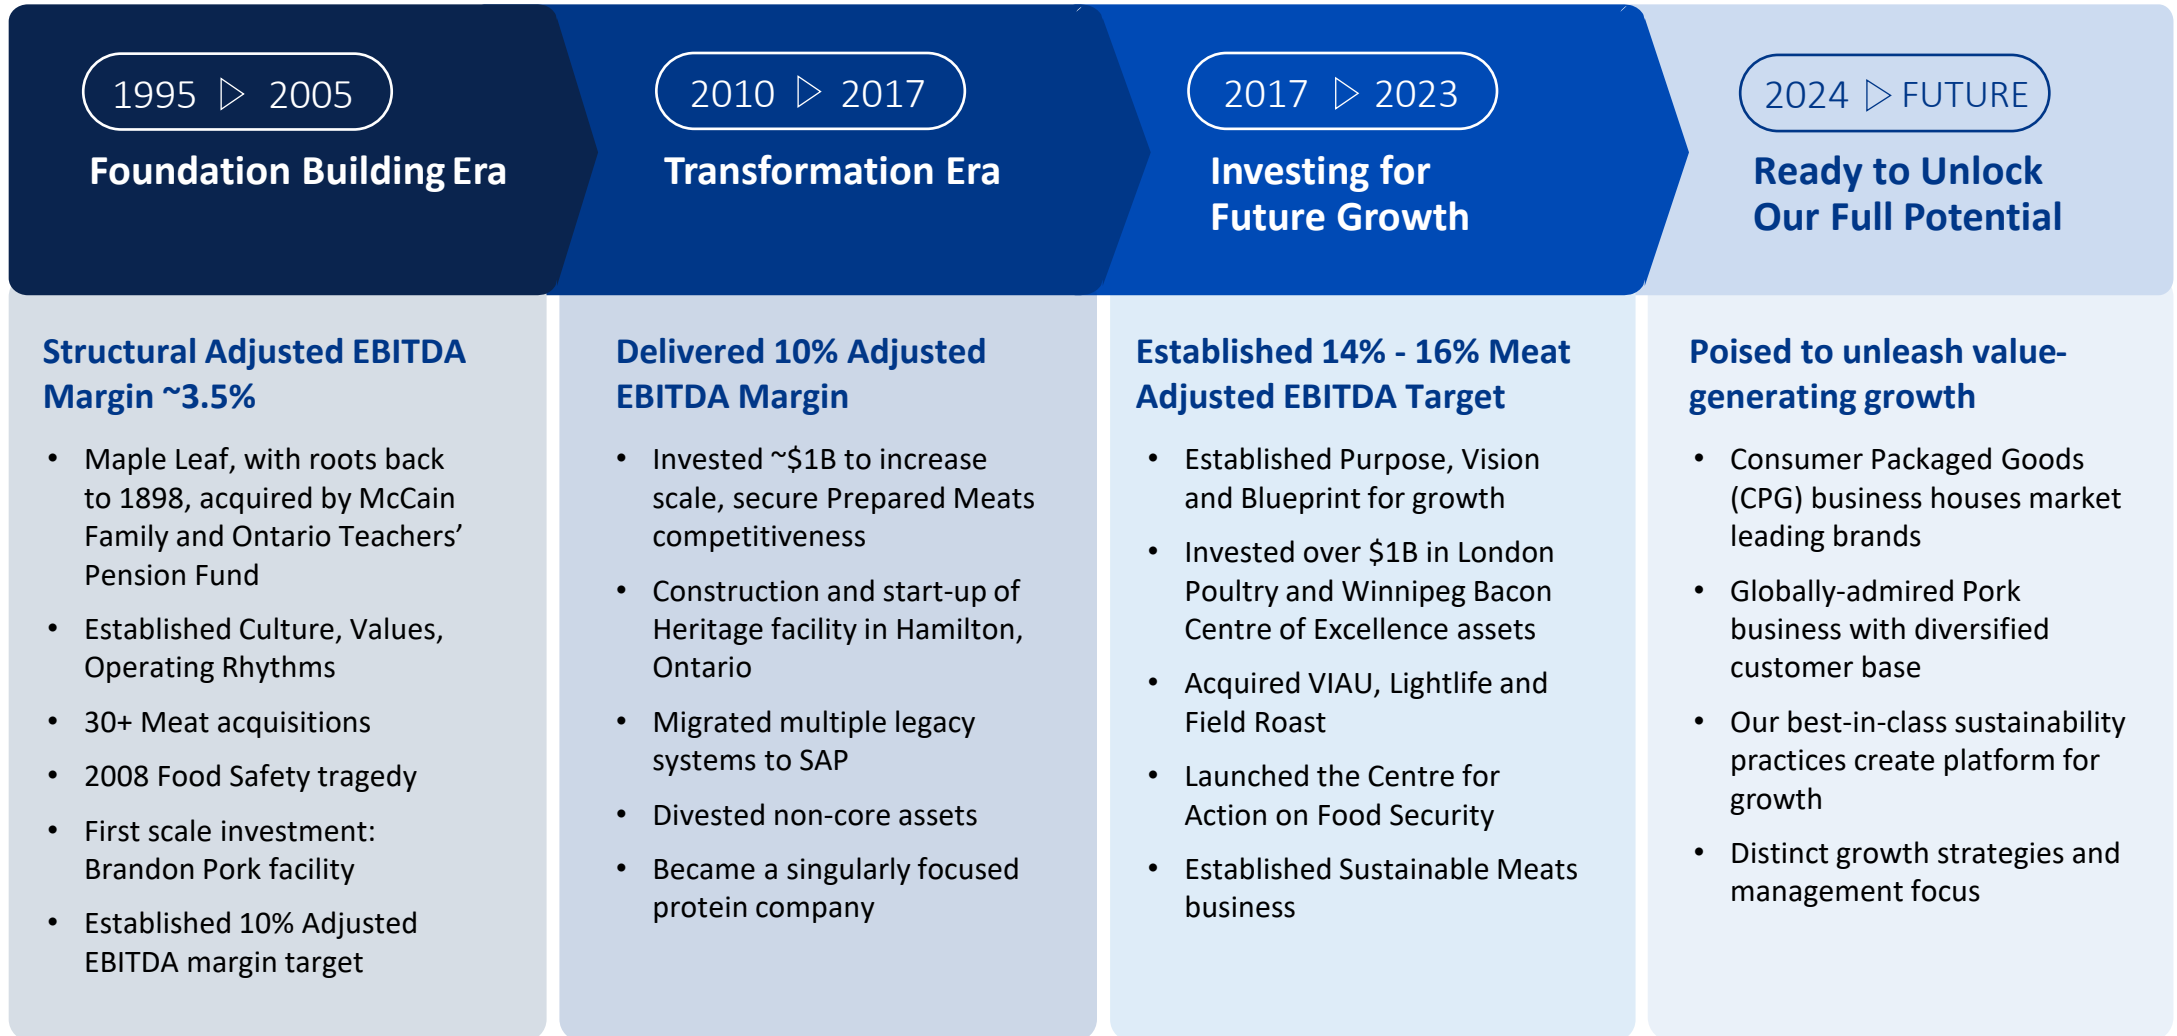 1995 ▷ 2005
Foundation Building Era
Structural Adjusted EBITDA
Margin ~3.5%
• Maple Leaf, with roots back
to 1898, acquired by McCain
Family and Ontario Teachers’
Pension Fund
• Established Culture, Values,
Operating Rhythms
• 30+ Meat acquisitions
• 2008 Food Safety tragedy
• First scale investment:
Brandon Pork facility
• Established 10% Adjusted
EBITDA margin target
2010 ▷ 2017
Transformation Era
Delivered 10% Adjusted
EBITDA Margin
• Invested ~$1B to increase
scale, secure Prepared Meats
competitiveness
• Construction and start-up of
Heritage facility in Hamilton,
Ontario
• Migrated multiple legacy
systems to SAP
• Divested non-core assets
• Became a singularly focused
protein company
2017 ▷ 2023
Investing for
Future Growth
Established 14% - 16% Meat
Adjusted EBITDA Target
• Established Purpose, Vision
and Blueprint for growth
• Invested over $1B in London
Poultry and Winnipeg Bacon
Centre of Excellence assets
• Acquired VIAU, Lightlife and
Field Roast
• Launched the Centre for
Action on Food Security
• Established Sustainable Meats
business
2024 ▷ FUTURE
Ready to Unlock
Our Full Potential
Poised to unleash value-
generating growth
• Consumer Packaged Goods
(CPG) business houses market
leading brands
• Globally-admired Pork
business with diversified
customer base
• Our best-in-class sustainability
practices create platform for
growth
• Distinct growth strategies and
management focus